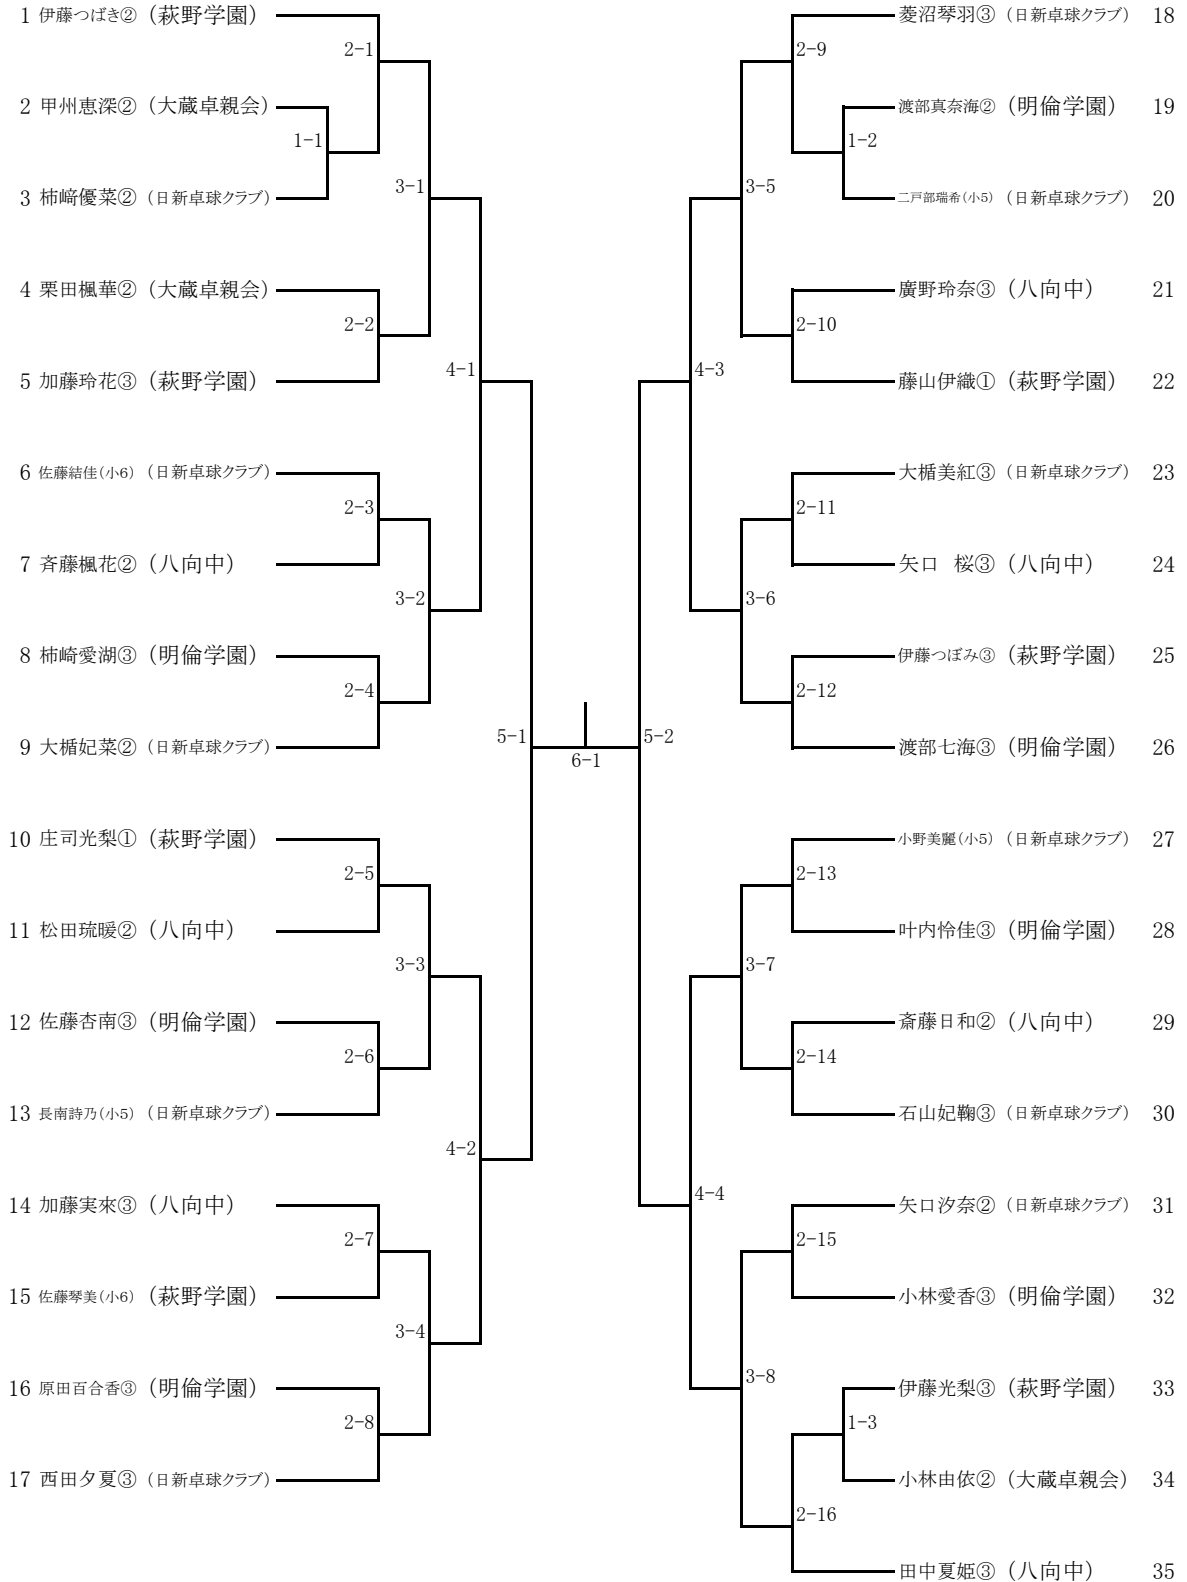 1 伊藤つばき② (萩野学園)
2-1
2 甲州恵深② (大蔵卓親会)
1-1
3 柿﨑優菜② (日新卓球クラブ)
3-1
4 栗田楓華② (大蔵卓親会)
2-2
5 加藤玲花③ (萩野学園)
4-1
6 佐藤結佳(小6) (日新卓球クラブ)
2-3
7 斉藤楓花② (八向中)
3-2
8 柿崎愛湖③ (明倫学園)
2-4
9 大楯妃菜② (日新卓球クラブ)
5-1
10 庄司光梨① (萩野学園)
2-5
11 松田琉暖② (八向中)
3-3
12 佐藤杏南③ (明倫学園)
2-6
13 長南詩乃(小5) (日新卓球クラブ)
4-2
14 加藤実來③ (八向中)
2-7
15 佐藤琴美(小6) (萩野学園)
3-4
16 原田百合香③ (明倫学園)
2-8
17 西田夕夏③ (日新卓球クラブ)
6-1
菱沼琴羽③ (日新卓球クラブ) 18
2-9
渡部真奈海② (明倫学園) 19
1-2
二戸部瑞希(小5) (日新卓球クラブ) 20
3-5
廣野玲奈③ (八向中) 21
2-10
藤山伊織① (萩野学園) 22
4-3
大楯美紅③ (日新卓球クラブ) 23
2-11
矢口 桜③ (八向中) 24
3-6
伊藤つぼみ③ (萩野学園) 25
2-12
渡部七海③ (明倫学園) 26
5-2
小野美麗(小5) (日新卓球クラブ) 27
2-13
叶内怜佳③ (明倫学園) 28
3-7
斎藤日和② (八向中) 29
2-14
石山妃鞠③ (日新卓球クラブ) 30
4-4
矢口汐奈② (日新卓球クラブ) 31
2-15
小林愛香③ (明倫学園) 32
3-8
伊藤光梨③ (萩野学園) 33
1-3
小林由依② (大蔵卓親会) 34
2-16
田中夏姫③ (八向中) 35